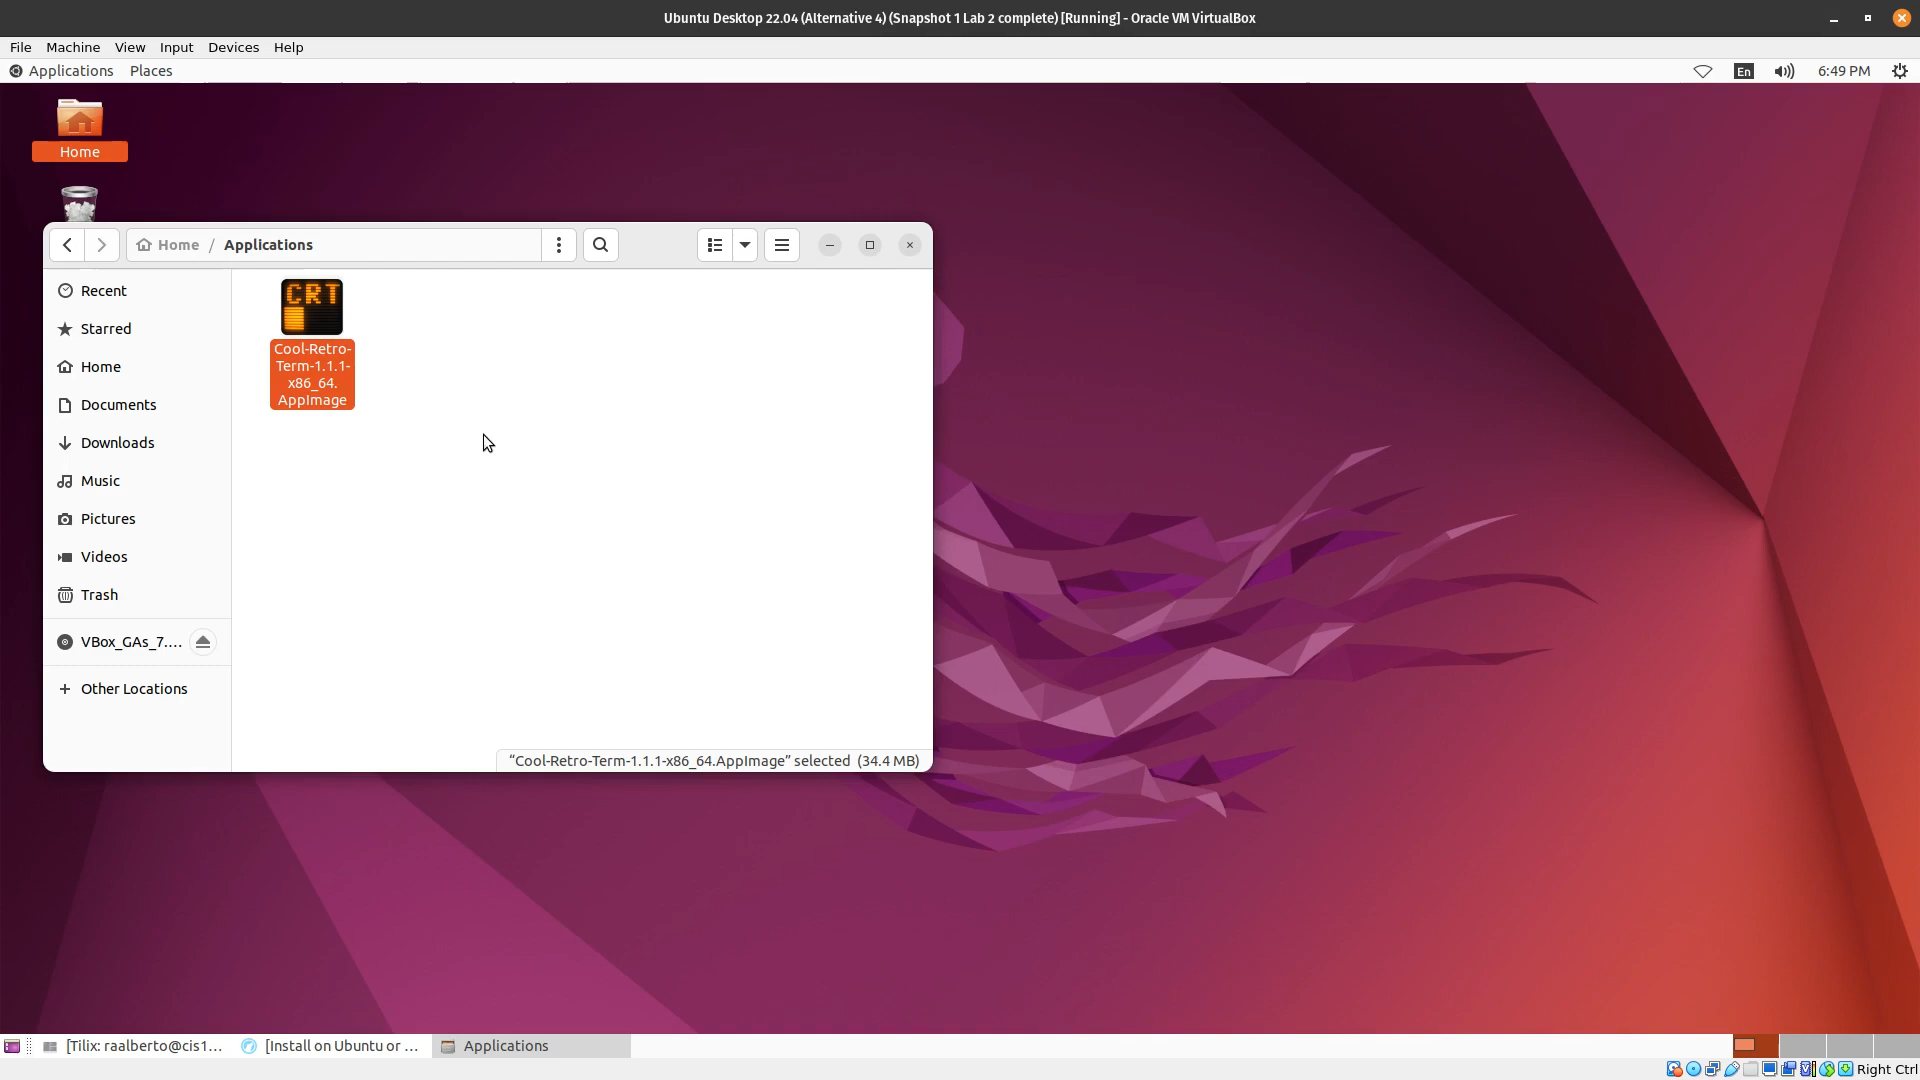 Ubuntu Desktop 22.04 (Alternative 4) (Snapshot 1 Lab 2 complete) [Running] - Oracle VM VirtualBox
File Machine View Input Devices Help
Applications Places En 6:49 PM
Home
Home / Applications
Recent
Starred
Home
Documents
Downloads
Music
Pictures
Videos
Trash
VBox_GAs_7....
Other Locations
CRT
Cool-Retro-
Term-1.1.1-
x86_64.
AppImage
“Cool-Retro-Term-1.1.1-x86_64.AppImage” selected (34.4 MB)
[Tilix: raalberto@cis1... [Install on Ubuntu or ... Applications
Right Ctrl